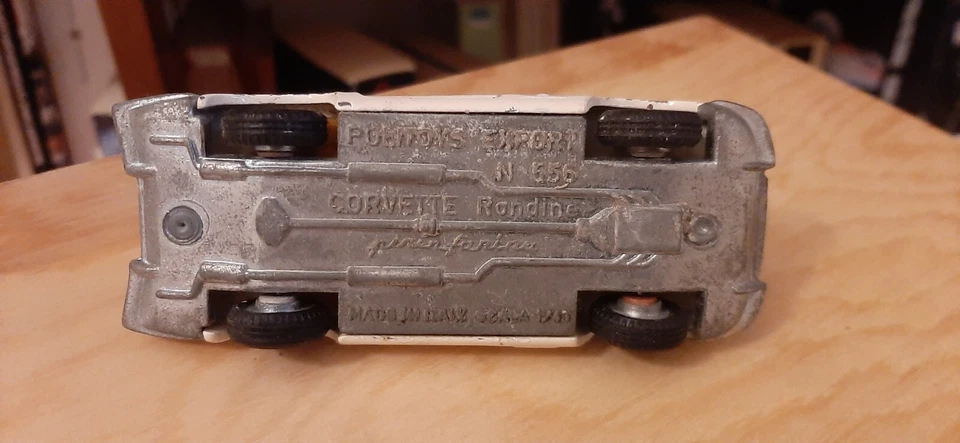 POLITOYS EXPORT
N 556
CORVETTE Rondine
pininfarina
MADE IN ITALY SCALA 1/43